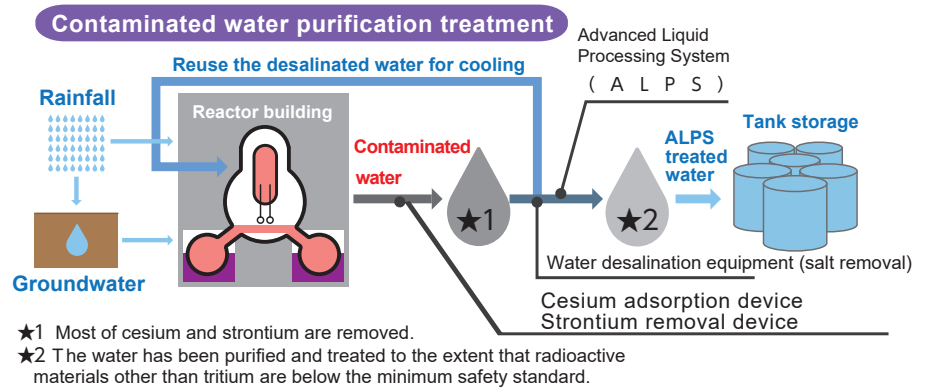 Contaminated water purification treatment
Advanced Liquid
Processing System
( A L P S )
Reuse the desalinated water for cooling
Rainfall
Reactor building
Contaminated
water
ALPS
treated
water
Tank storage
★1
★2
Groundwater
Water desalination equipment (salt removal)
Cesium adsorption device
Strontium removal device
★1 Most of cesium and strontium are removed.
★2 The water has been purified and treated to the extent that radioactive
materials other than tritium are below the minimum safety standard.